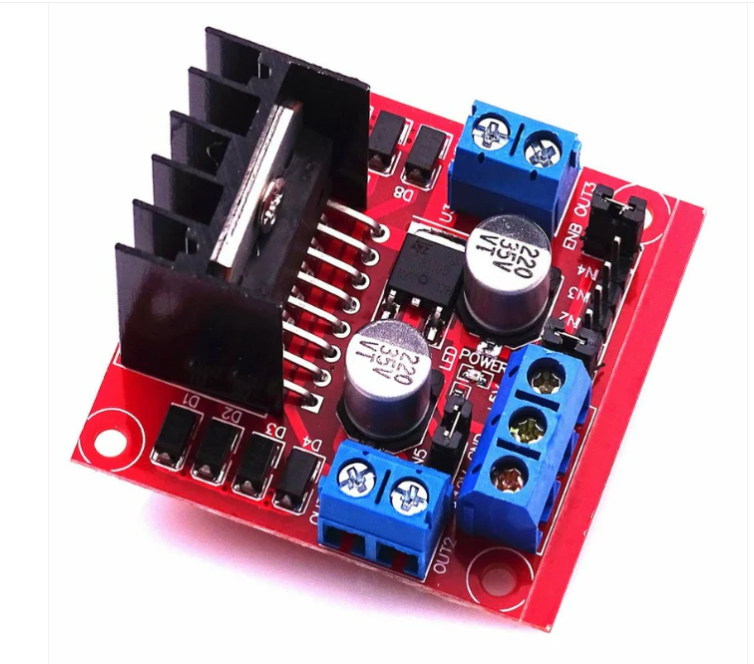 D8
U3
OUT3
ENB
IN4
IN3
IN2
220
35V
VT
220
35V
VT
LED
POWER
D1
D2
D3
D4
OUT2